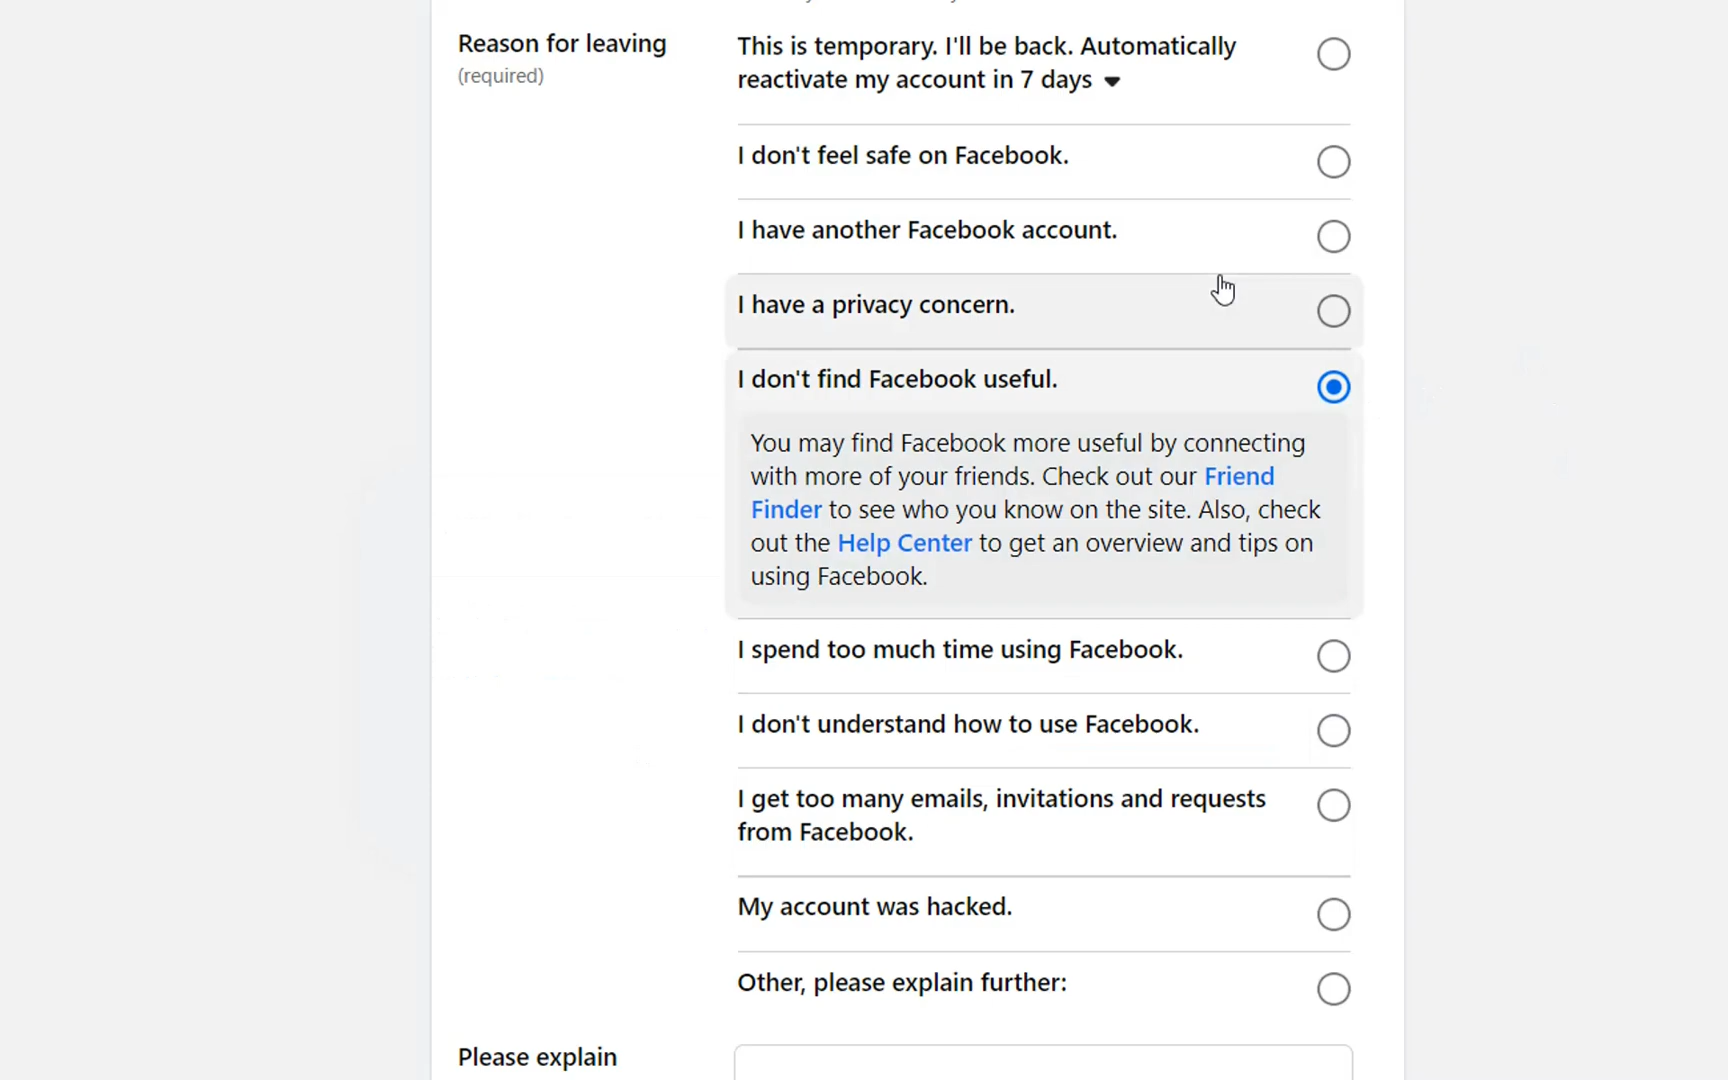 Reason for leaving
(required)
This is temporary. I'll be back. Automatically
reactivate my account in 7 days
I don't feel safe on Facebook.
I have another Facebook account.
I have a privacy concern.
I don't find Facebook useful.
You may find Facebook more useful by connecting
with more of your friends. Check out our Friend
Finder to see who you know on the site. Also, check
out the Help Center to get an overview and tips on
using Facebook.
I spend too much time using Facebook.
I don't understand how to use Facebook.
I get too many emails, invitations and requests
from Facebook.
My account was hacked.
Other, please explain further:
Please explain